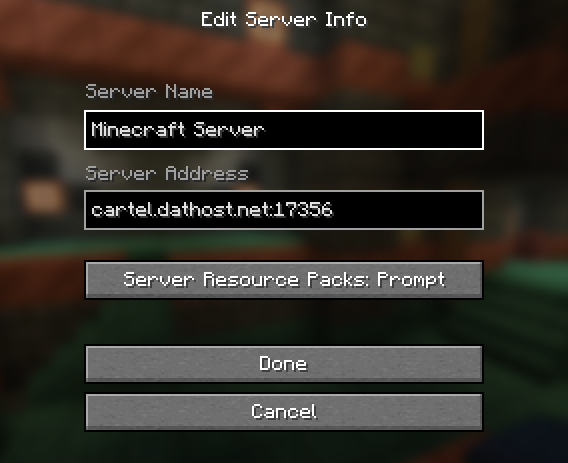 Edit Server Info
Server Name
Minecraft Server
Server Address
cartel.dathost.net:17356
Server Resource Packs: Prompt
Done
Cancel